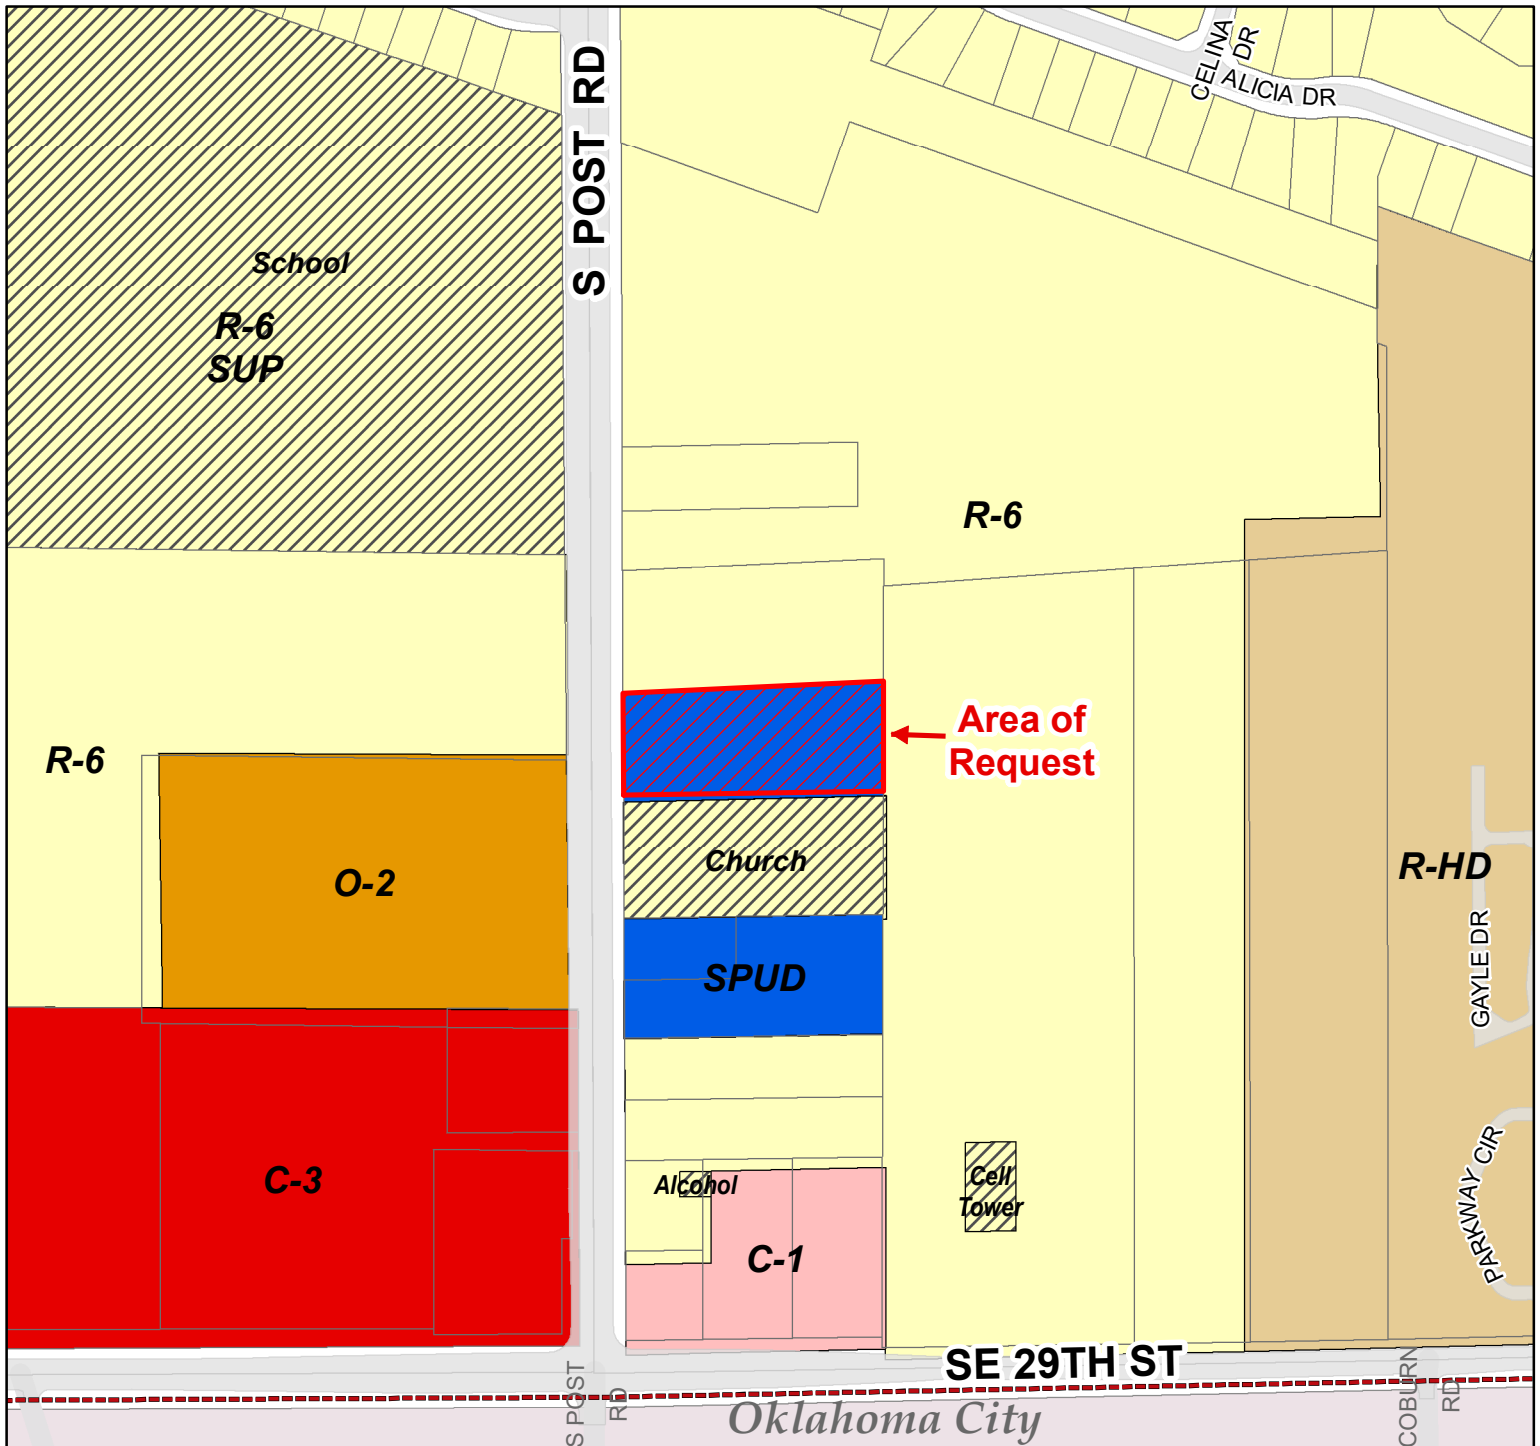 S POST RD
CELINA
DR
ALICIA DR
School
R-6
SUP
R-6
Area of
Request
R-6
O-2
Church
R-HD
SPUD
GAYLE DR
C-3
Alcohol
Cell
Tower
C-1
PARKWAY CIR
SE 29TH ST
S POST
RD
COBURN
RD
Oklahoma City